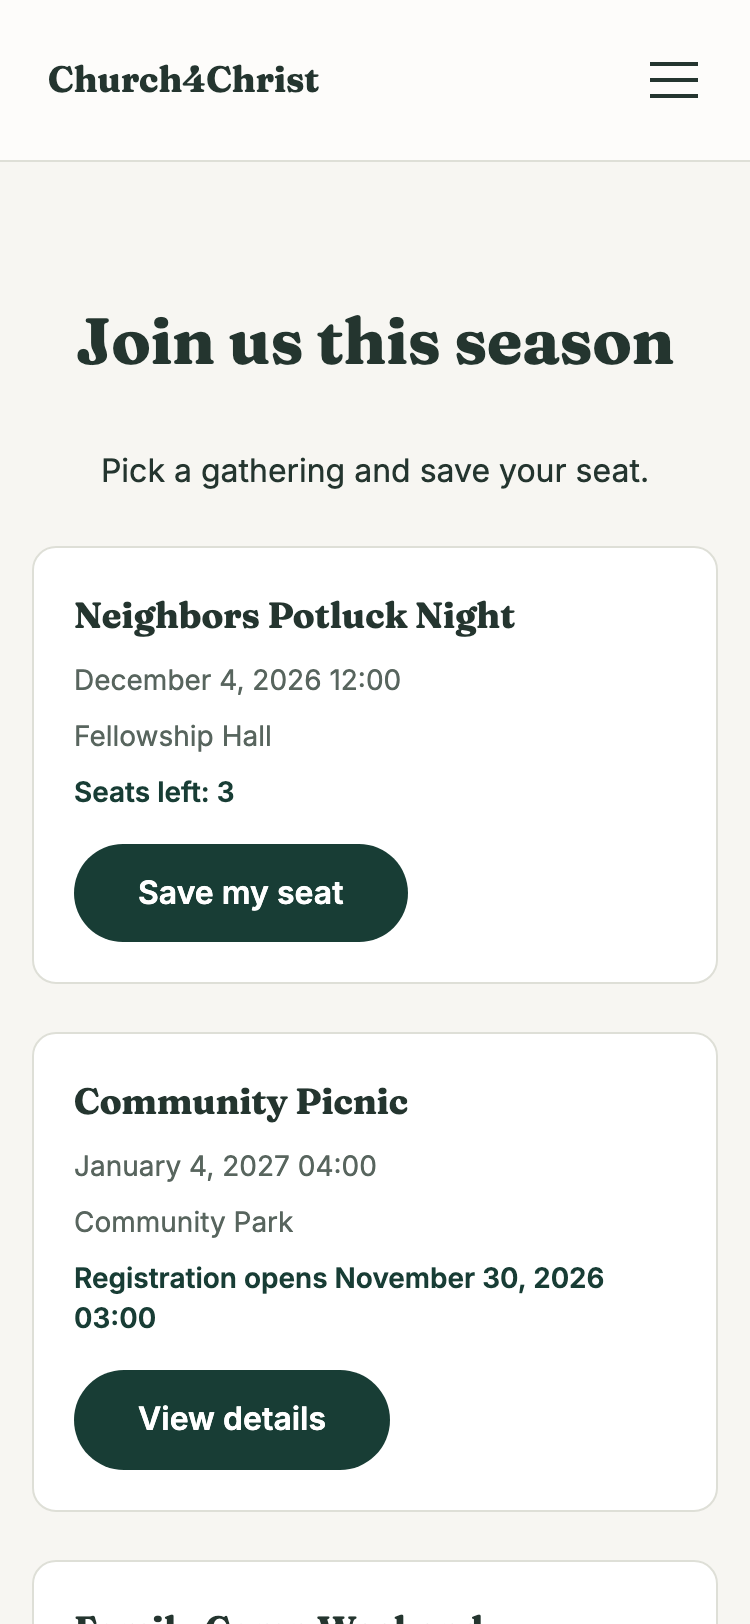 Church4Christ
Join us this season
Pick a gathering and save your seat.
Neighbors Potluck Night
December 4, 2026 12:00
Fellowship Hall
Seats left: 3
Save my seat
Community Picnic
January 4, 2027 04:00
Community Park
Registration opens November 30, 2026
03:00
View details